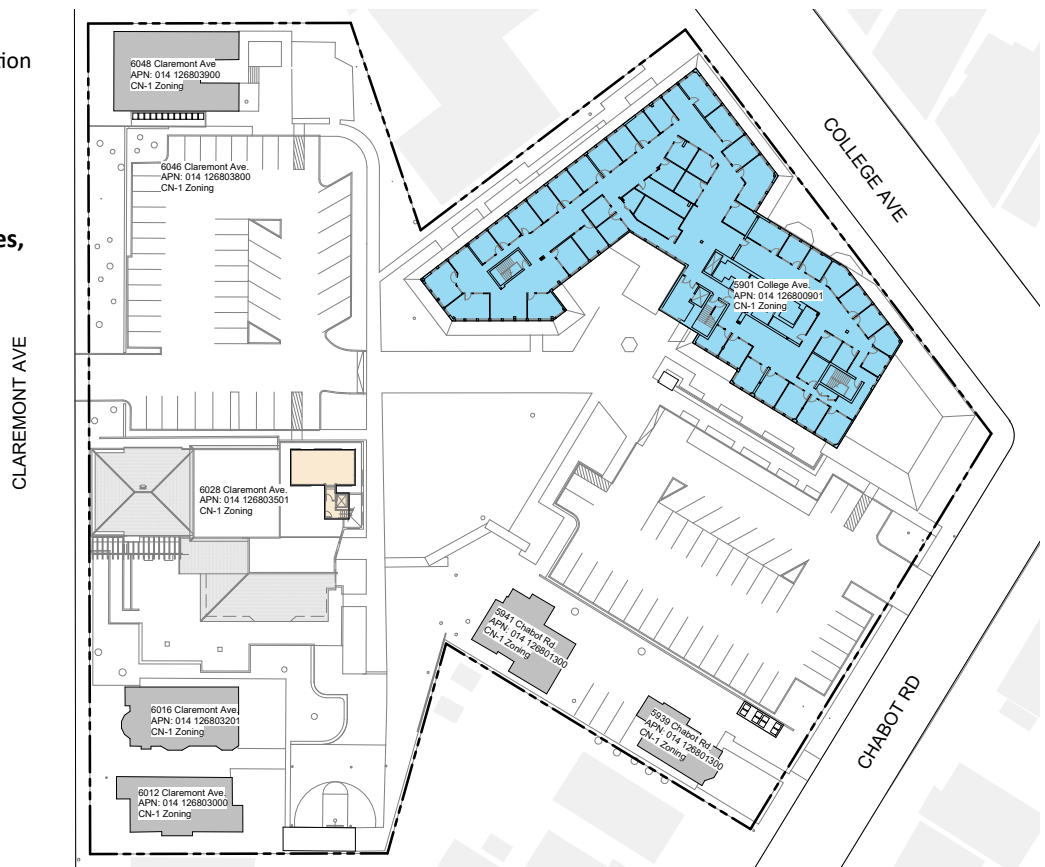 tion
es,
6048 Claremont Ave
APN: 014 126803900
CN-1 Zoning
6046 Claremont Ave.
APN: 014 126803800
CN-1 Zoning
COLLEGE AVE
5901 College Ave.
APN: 014 126800901
CN-1 Zoning
CLAREMONT AVE
6028 Claremont Ave.
APN: 014 126803501
CN-1 Zoning
5941 Chabot Rd
APN: 014 126801300
CN-1 Zoning
6016 Claremont Ave.
APN: 014 126803201
CN-1 Zoning
5939 Chabot Rd
APN: 014 126801300
CN-1 Zoning
CHABOT RD
6012 Claremont Ave.
APN: 014 126803000
CN-1 Zoning